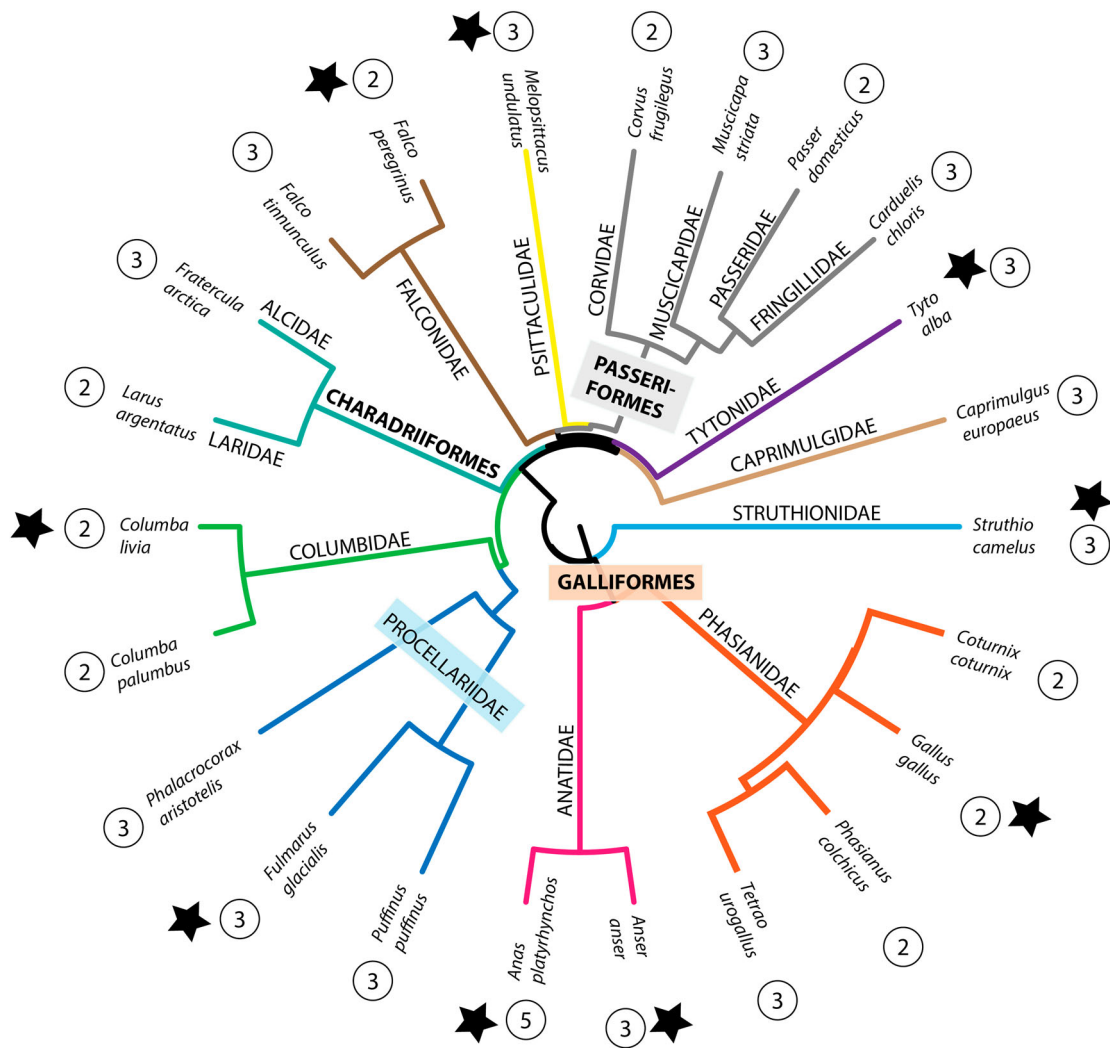 3
Melopsittacus
undulatus
2
Corvus
frugilegus
3
Muscicapa
striata
2
Passer
domesticus
3
Carduelis
chloris
3
Tyto
alba
3
Caprimulgus
europaeus
Struthio
camelus
3
Coturnix
coturnix
2
Gallus
gallus
2
Phasianus
colchicus
2
Tetrao
urogallus
3
Anser
anser
3
Anas
platyrhynchos
5
Puffinus
puffinus
3
Fulmarus
glacialis
3
Phalacrocorax
aristotelis
3
2
Columba
palumbus
2
Columba
livia
2
Larus
argentatus
3
Fratercula
arctica
3
Falco
tinnunculus
2
Falco
peregrinus
PSITTACULIDAE
CORVIDAE
MUSCICAPIDAE
PASSERIDAE
FRINGILLIDAE
PASSERI-
FORMES
TYTONIDAE
CAPRIMULGIDAE
STRUTHIONIDAE
GALLIFORMES
PHASIANIDAE
ANATIDAE
PROCELLARIIDAE
COLUMBIDAE
LARIDAE
ALCIDAE
CHARADRIIFORMES
FALCONIDAE